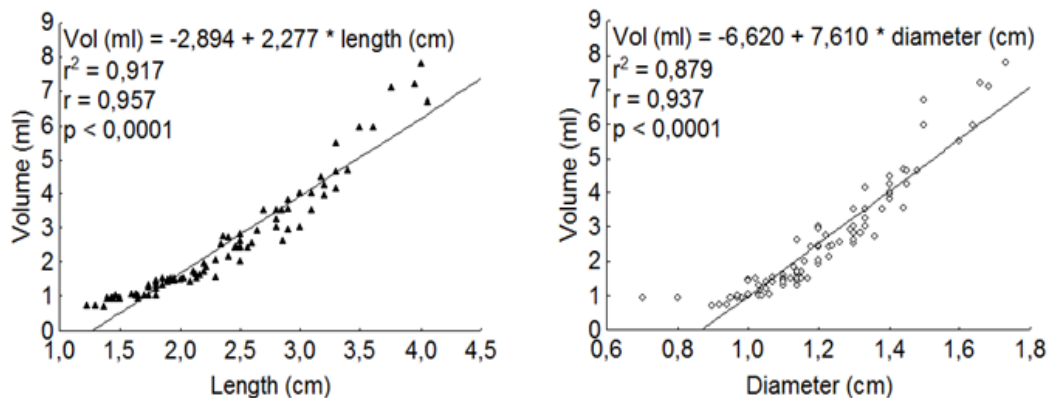 Vol (ml) = -2,894 + 2,277 * length (cm)
r² = 0,917
r = 0,957
p < 0,0001
9
8
7
6
5
4
3
2
1
0
Volume (ml)
1,0 1,5 2,0 2,5 3,0 3,5 4,0 4,5
Length (cm)
Vol (ml) = -6,620 + 7,610 * diameter (cm)
r² = 0,879
r = 0,937
p < 0,0001
9
8
7
6
5
4
3
2
1
0
Volume (ml)
0,6 0,8 1,0 1,2 1,4 1,6 1,8
Diameter (cm)